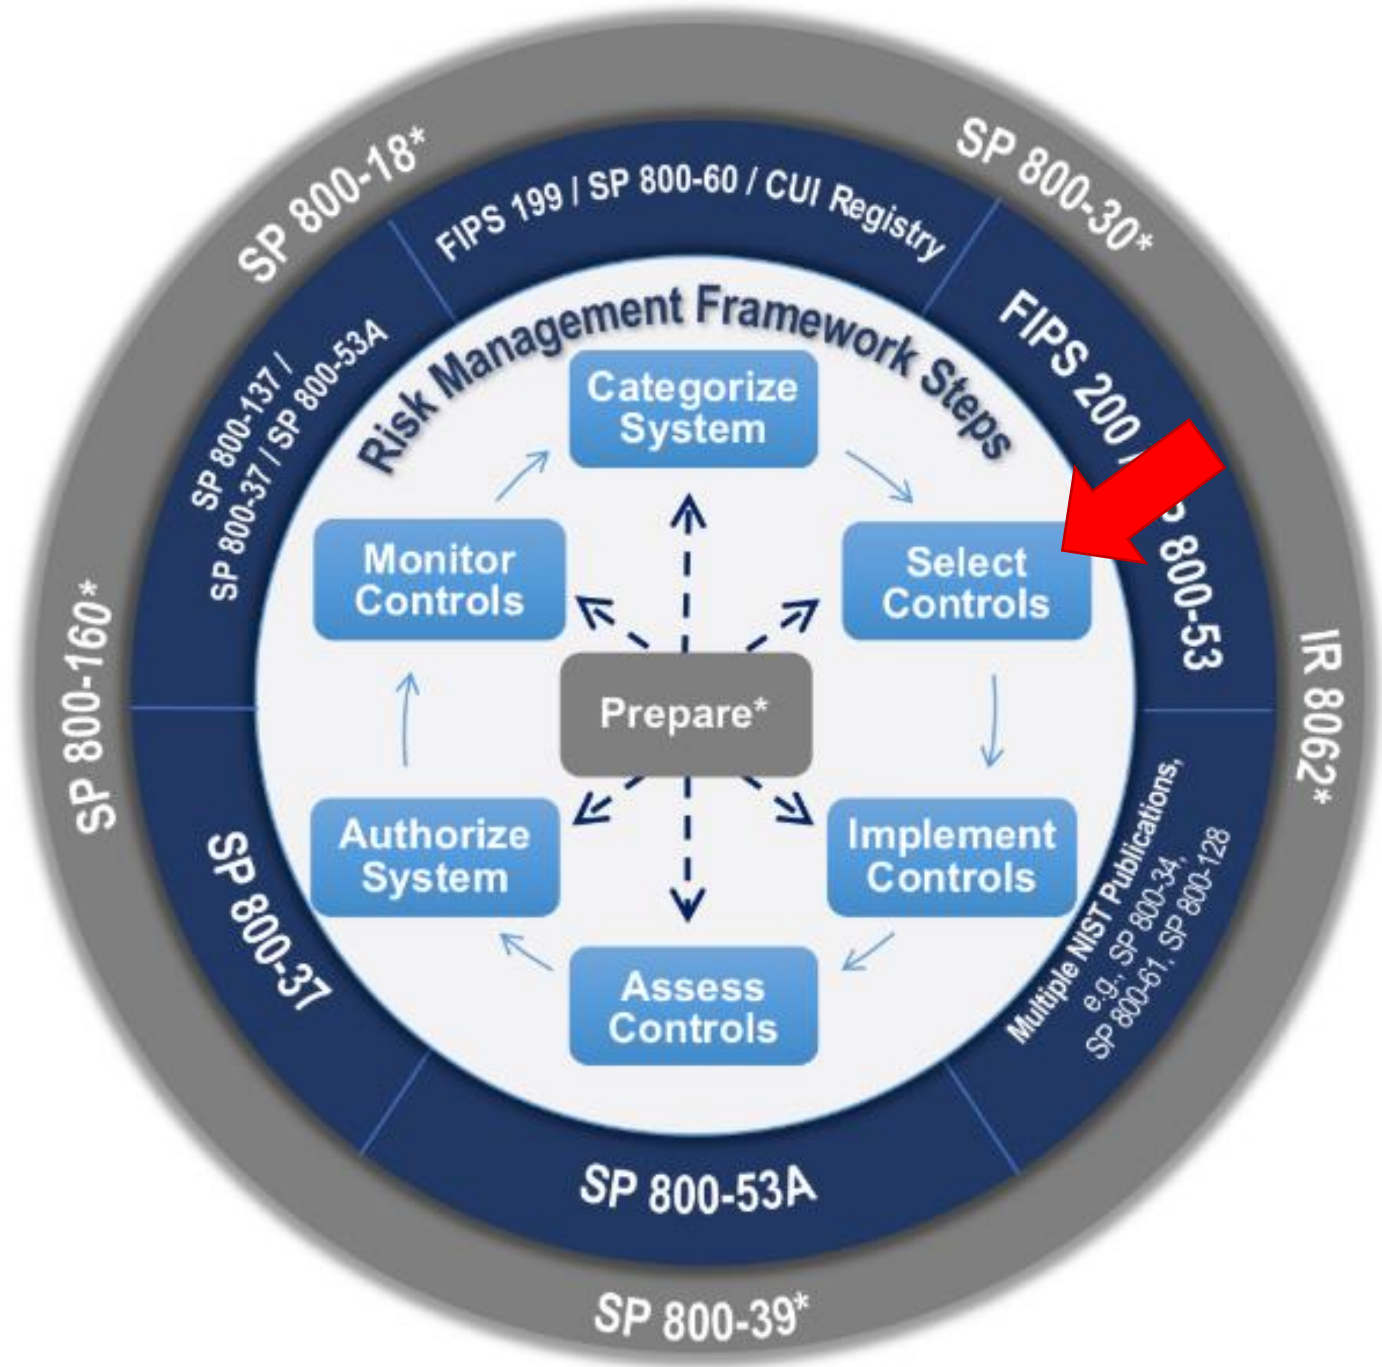 SP 800-18*
SP 800-30*
IR 8062*
SP 800-39*
SP 800-160*
FIPS 199 / SP 800-60 / CUI Registry
FIPS 200 / 800-53
Multiple NIST Publications,
e.g., SP 800-34,
SP 800-61, SP 800-128
SP 800-53A
SP 800-37
SP 800-137 /
SP 800-37 / SP 800-53A
Risk Management Framework Steps
Categorize
System
Select
Controls
Implement
Controls
Assess
Controls
Authorize
System
Monitor
Controls
Prepare*